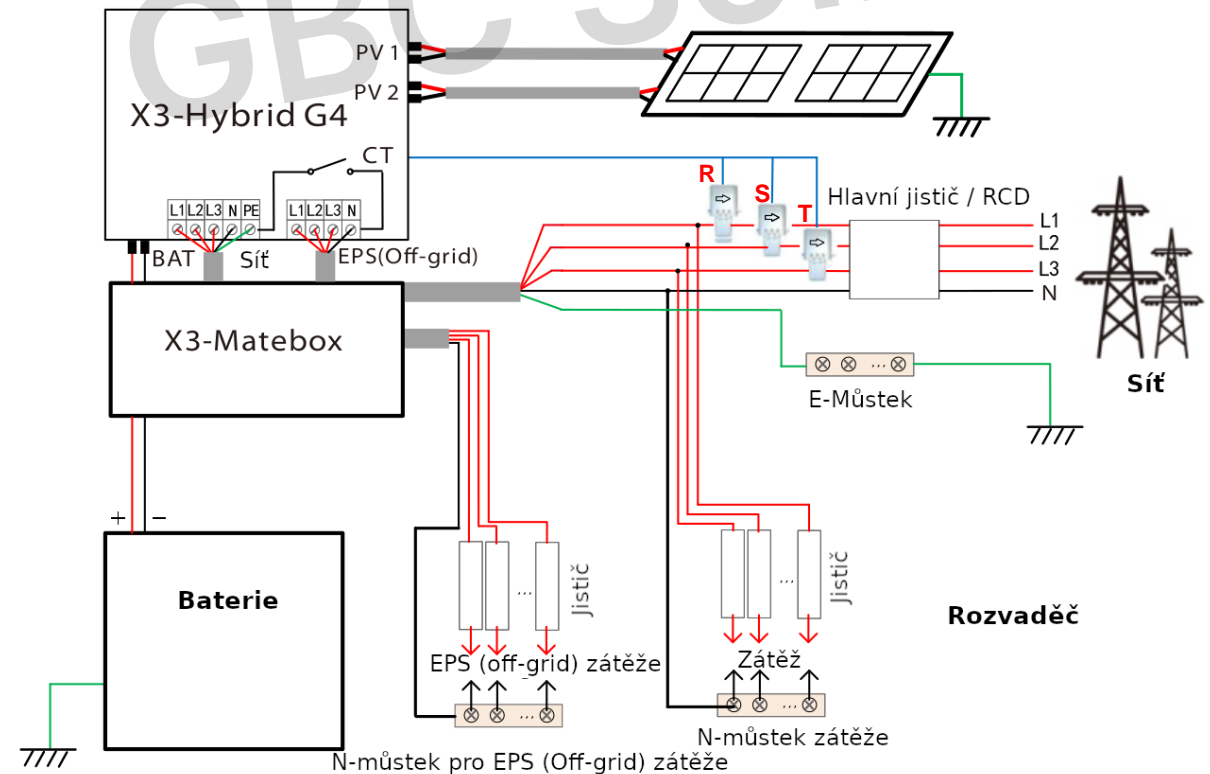 GBC Sol
PV 1
PV 2
X3-Hybrid G4
CT
L1 L2 L3 N PE
L1 L2 L3 N
BAT
Síť
EPS(Off-grid)
R
S
T
Hlavní jistič / RCD
L1
L2
L3
N
Síť
X3-Matebox
E-Můstek
+ −
Baterie
...
Jistič
...
Jistič
Rozvaděč
EPS (off-grid) zátěže
Zátěž
...
...
...
N-můstek zátěže
N-můstek pro EPS (Off-grid) zátěže